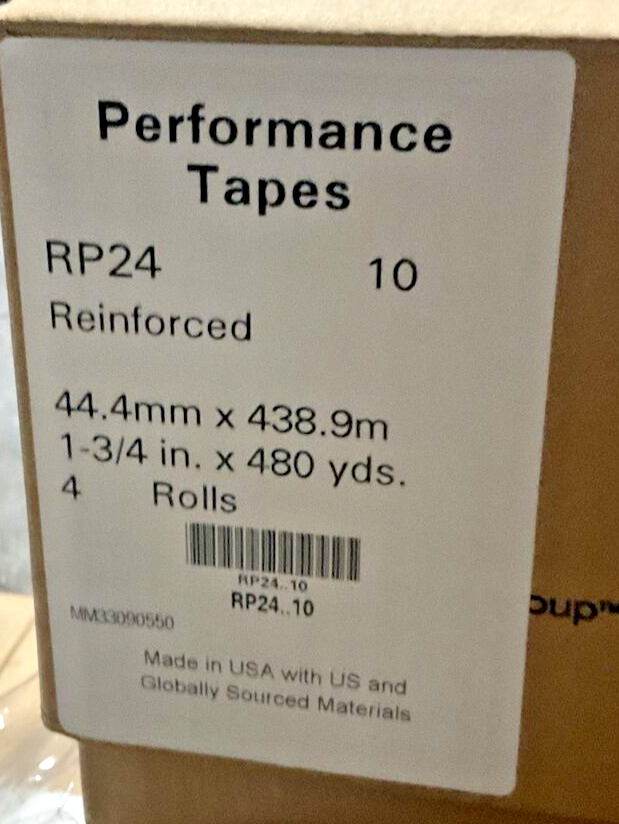 Performance
Tapes
RP24 10
Reinforced
44.4mm x 438.9m
1-3/4 in. x 480 yds.
4 Rolls
RP24..10
RP24..10
MM33090550
Made in USA with US and
Globally Sourced Materials